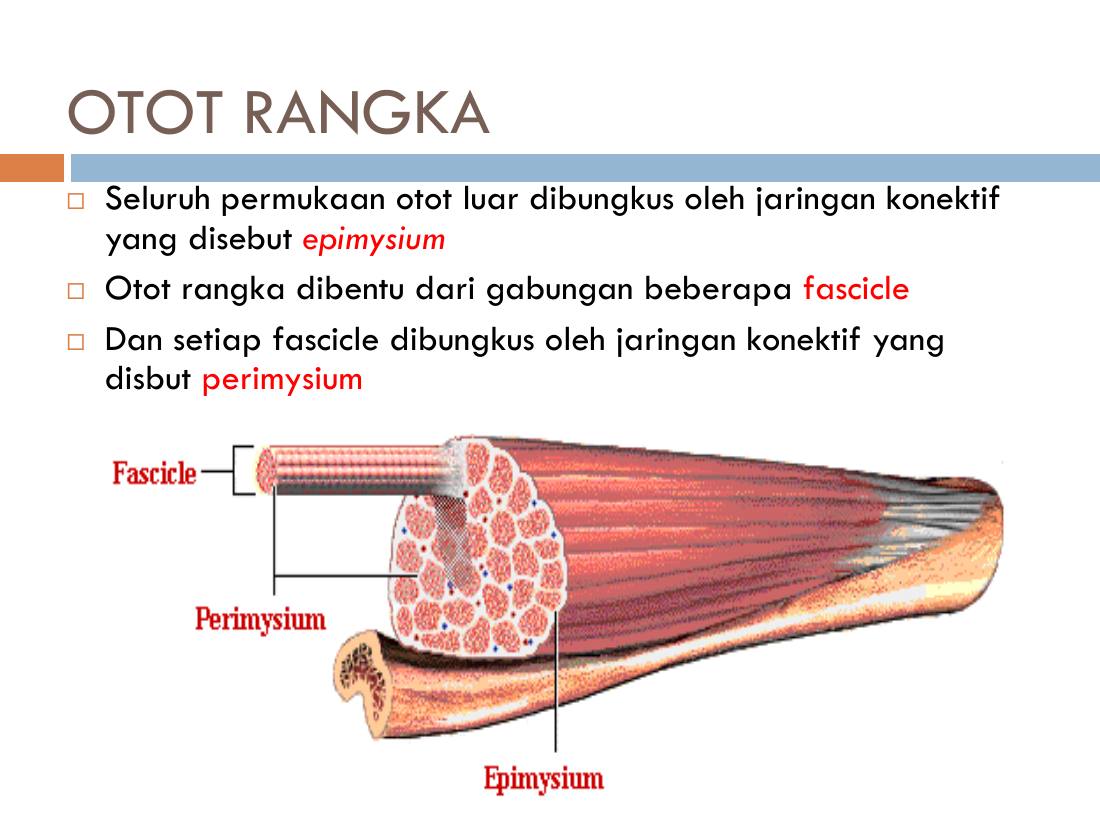 OTOT RANGKA
Seluruh permukaan otot luar dibungkus oleh jaringan konektif
yang disebut epimysium
Otot rangka dibentu dari gabungan beberapa fascicle
Dan setiap fascicle dibungkus oleh jaringan konektif yang
disbut perimysium
Fascicle
Perimysium
Epimysium